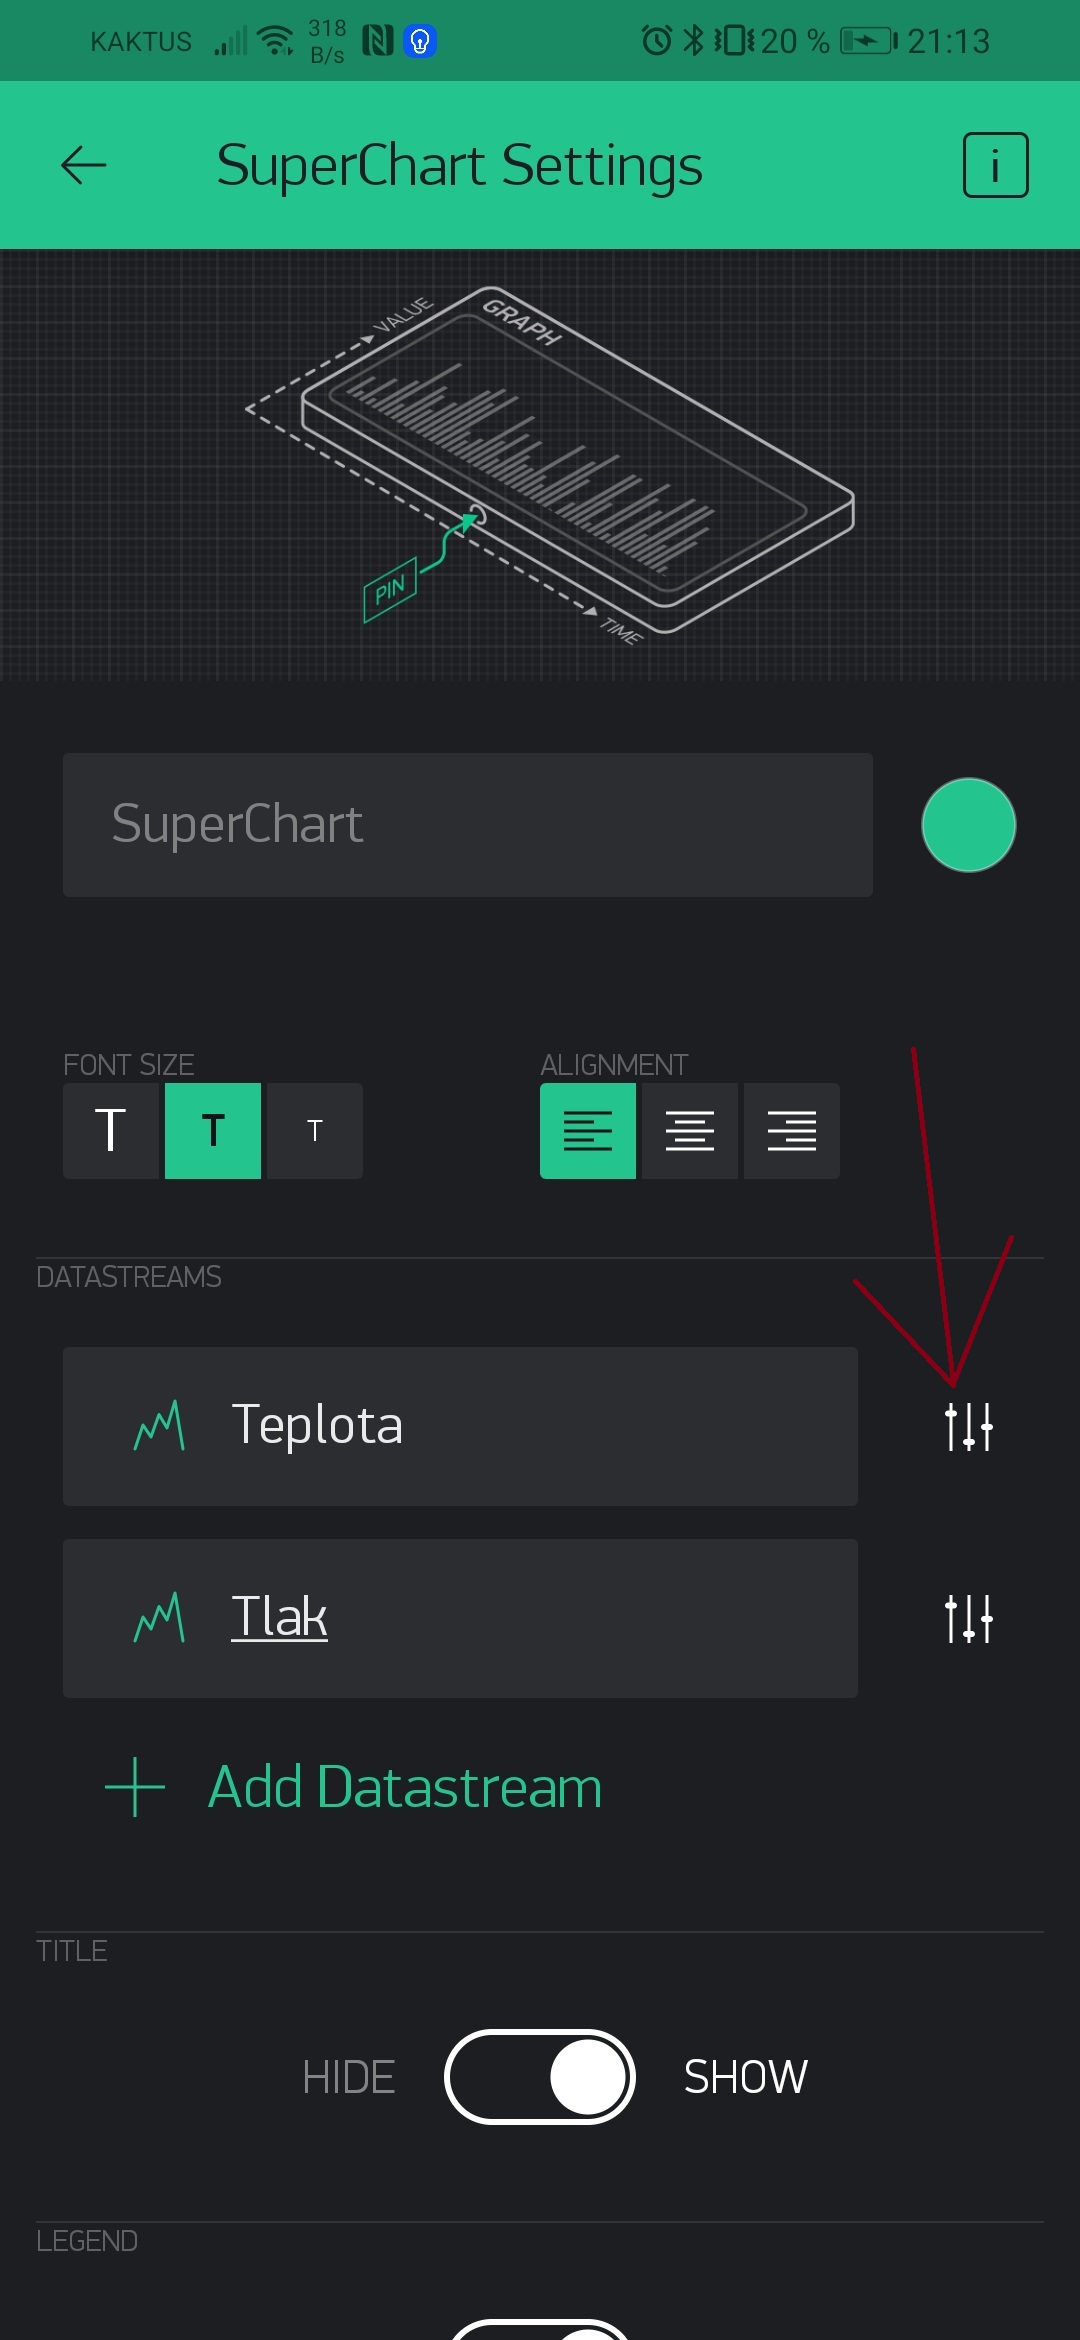 KAKTUS 318 B/s 20 % 21:13
SuperChart Settings i
VALUE
GRAPH
PIN
TIME
SuperChart
FONT SIZE ALIGNMENT
T T T
DATASTREAMS
Teplota
Tlak
Add Datastream
TITLE
HIDE SHOW
LEGEND